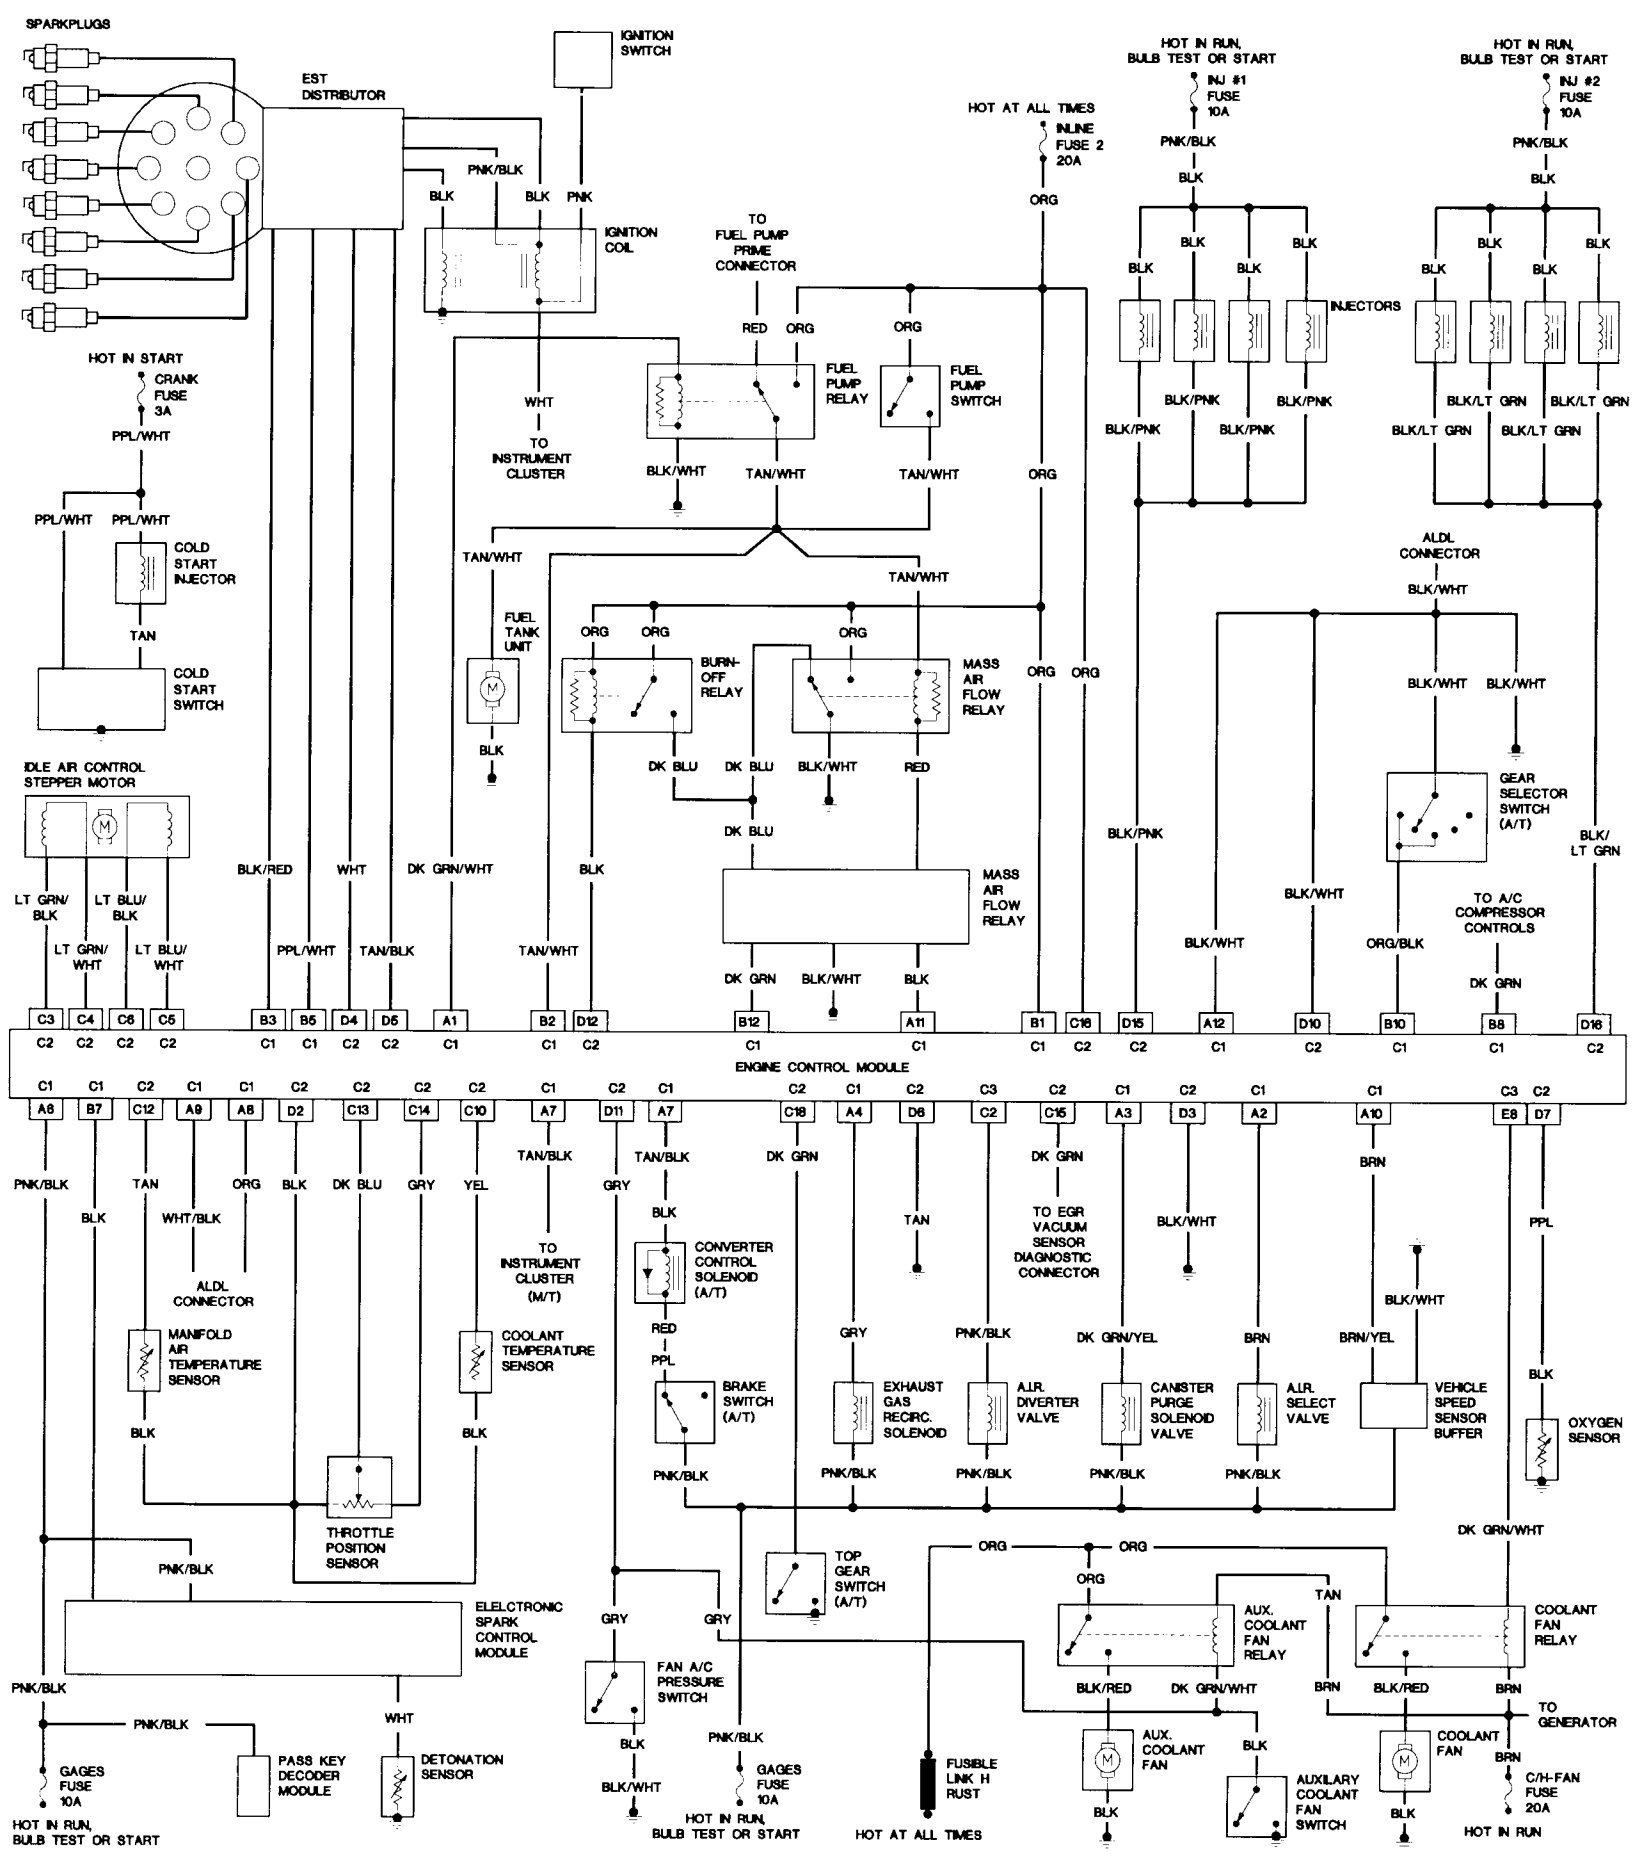 SPARKPLUGS
EST
DISTRIBUTOR
IGNITION
SWITCH
HOT IN RUN,
BULB TEST OR START
INJ #1
FUSE
10A
HOT IN RUN,
BULB TEST OR START
INJ #2
FUSE
10A
HOT AT ALL TIMES
INLINE
FUSE 2
20A
PNK/BLK
PNK/BLK
PNK/BLK
BLK
BLK
BLK
BLK
PNK
ORG
IGNITION
COIL
TO
FUEL PUMP
PRIME
CONNECTOR
BLK
BLK
BLK
BLK
BLK
BLK
BLK
BLK
INJECTORS
RED
ORG
ORG
HOT IN START
CRANK
FUSE
3A
PPL/WHT
WHT
TO
INSTRUMENT
CLUSTER
FUEL
PUMP
RELAY
FUEL
PUMP
SWITCH
BLK/PNK
BLK/PNK
BLK/PNK
BLK/PNK
BLK/LT GRN
BLK/LT GRN
BLK/LT GRN
BLK/LT GRN
BLK/WHT
TAN/WHT
TAN/WHT
ORG
PPL/WHT
PPL/WHT
COLD
START
INJECTOR
TAN
COLD
START
SWITCH
TAN/WHT
TAN/WHT
ALDL
CONNECTOR
BLK/WHT
FUEL
TANK
UNIT
M
BLK
ORG
ORG
ORG
BURN-
OFF
RELAY
MASS
AIR
FLOW
RELAY
ORG
ORG
BLK/WHT
BLK/WHT
DK BLU
DK BLU
BLK/WHT
RED
DK BLU
IDLE AIR CONTROL
STEPPER MOTOR
M
GEAR
SELECTOR
SWITCH
(A/T)
BLK/PNK
BLK/
LT GRN
BLK/RED
WHT
DK GRN/WHT
BLK
MASS
AIR
FLOW
RELAY
BLK/WHT
TO A/C
COMPRESSOR
CONTROLS
LT GRN/
BLK
LT BLU/
BLK
LT GRN/
WHT
LT BLU/
WHT
PPL/WHT
TAN/BLK
TAN/WHT
BLK/WHT
ORG/BLK
DK GRN
BLK/WHT
BLK
DK GRN
C3 C4 C6 C5 B3 B5 D4 D5 A1 B2 D12 B12 A11 B1 C16 D15 A12 D10 B10 B8 D16
C2 C2 C2 C2 C1 C1 C2 C2 C1 C1 C2 C1 C1 C1 C2 C2 C1 C2 C1 C1 C2
ENGINE CONTROL MODULE
C1 C1 C2 C1 C1 C2 C2 C2 C2 C1 C2 C1 C2 C1 C2 C3 C2 C1 C2 C1 C1 C3 C2
A6 B7 C12 A9 A8 D2 C13 C14 C10 A7 D11 A7 C18 A4 D6 C2 C15 A3 D3 A2 A10 E8 D7
TAN/BLK
TAN/BLK
DK GRN
DK GRN
BRN
PNK/BLK
TAN
ORG
BLK
DK BLU
GRY
YEL
GRY
BLK
WHT/BLK
BLK
TAN
TO EGR
VACUUM
SENSOR
DIAGNOSTIC
CONNECTOR
BLK/WHT
PPL
ALDL
CONNECTOR
TO
INSTRUMENT
CLUSTER
(M/T)
CONVERTER
CONTROL
SOLENOID
(A/T)
BLK/WHT
MANIFOLD
AIR
TEMPERATURE
SENSOR
COOLANT
TEMPERATURE
SENSOR
RED
PPL
GRY
PNK/BLK
DK GRN/YEL
BRN
BRN/YEL
BRAKE
SWITCH
(A/T)
EXHAUST
GAS
RECIRC.
SOLENOID
A.I.R.
DIVERTER
VALVE
CANISTER
PURGE
SOLENOID
VALVE
A.I.R.
SELECT
VALVE
VEHICLE
SPEED
SENSOR
BUFFER
BLK
OXYGEN
SENSOR
BLK
BLK
PNK/BLK
PNK/BLK
PNK/BLK
PNK/BLK
PNK/BLK
THROTTLE
POSITION
SENSOR
PNK/BLK
DK GRN/WHT
TOP
GEAR
SWITCH
(A/T)
ORG
ORG
ORG
TAN
ELELCTRONIC
SPARK
CONTROL
MODULE
GRY
GRY
AUX.
COOLANT
FAN
RELAY
COOLANT
FAN
RELAY
FAN A/C
PRESSURE
SWITCH
PNK/BLK
BLK/RED
DK GRN/WHT
BRN
BLK/RED
BRN
PNK/BLK
WHT
PNK/BLK
BLK
TO
GENERATOR
GAGES
FUSE
10A
PASS KEY
DECODER
MODULE
DETONATION
SENSOR
BLK/WHT
GAGES
FUSE
10A
FUSIBLE
LINK H
RUST
M
AUX.
COOLANT
FAN
BLK
M
COOLANT
FAN
BRN
C/H-FAN
FUSE
20A
AUXILARY
COOLANT
FAN
SWITCH
BLK
BLK
HOT IN RUN,
BULB TEST OR START
HOT IN RUN,
BULB TEST OR START
HOT AT ALL TIMES
HOT IN RUN